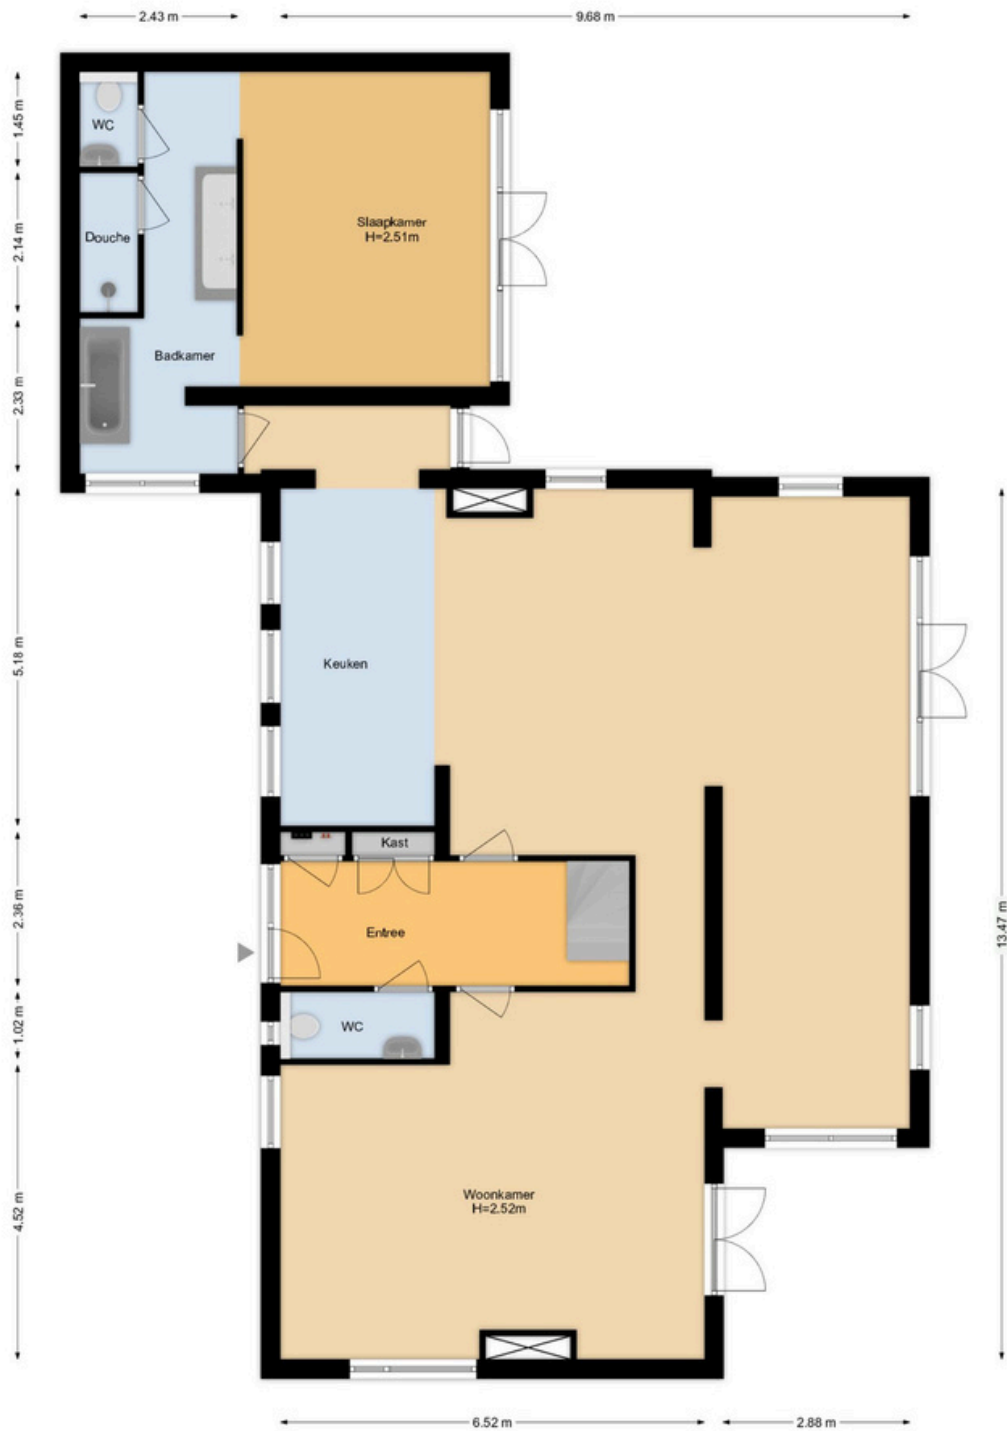 2.43 m
9.68 m
1.45 m
WC
2.14 m
Douche
Slaapkamer
H=2.51m
2.33 m
Badkamer
5.18 m
Keuken
Kast
2.36 m
Entree
13.47 m
1.02 m
WC
4.52 m
Woonkamer
H=2.52m
6.52 m
2.88 m